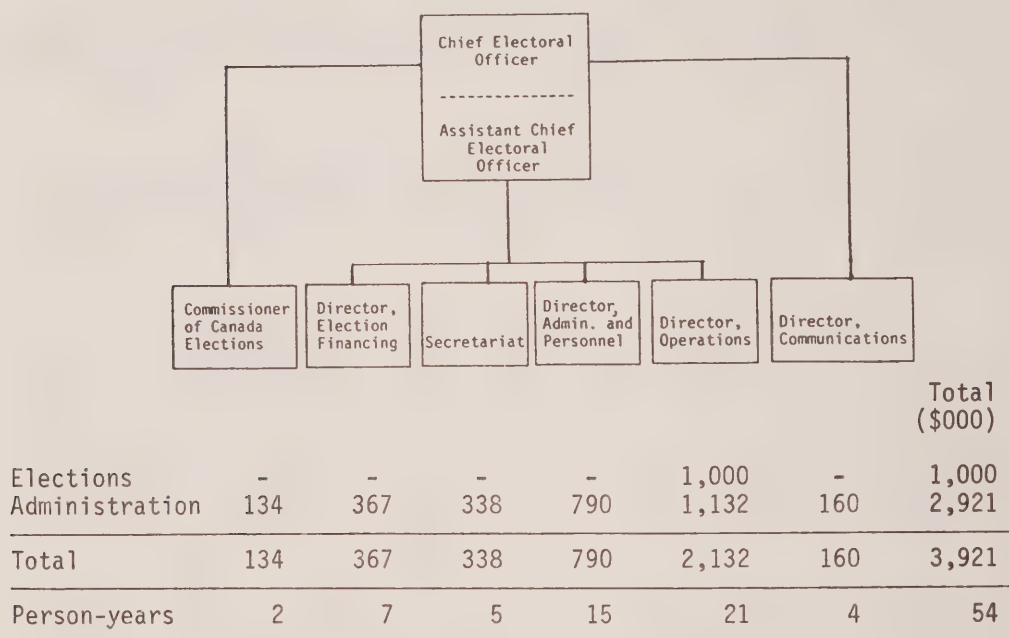 Chief Electoral
Officer
---------------
Assistant Chief
Electoral
Officer
Commissioner
of Canada
Elections
Director,
Election
Financing
Secretariat
Director,
Admin. and
Personnel
Director,
Operations
Director,
Communications
Total
($000)
Elections - - - - 1,000 - 1,000
Administration 134 367 338 790 1,132 160 2,921
Total 134 367 338 790 2,132 160 3,921
Person-years 2 7 5 15 21 4 54